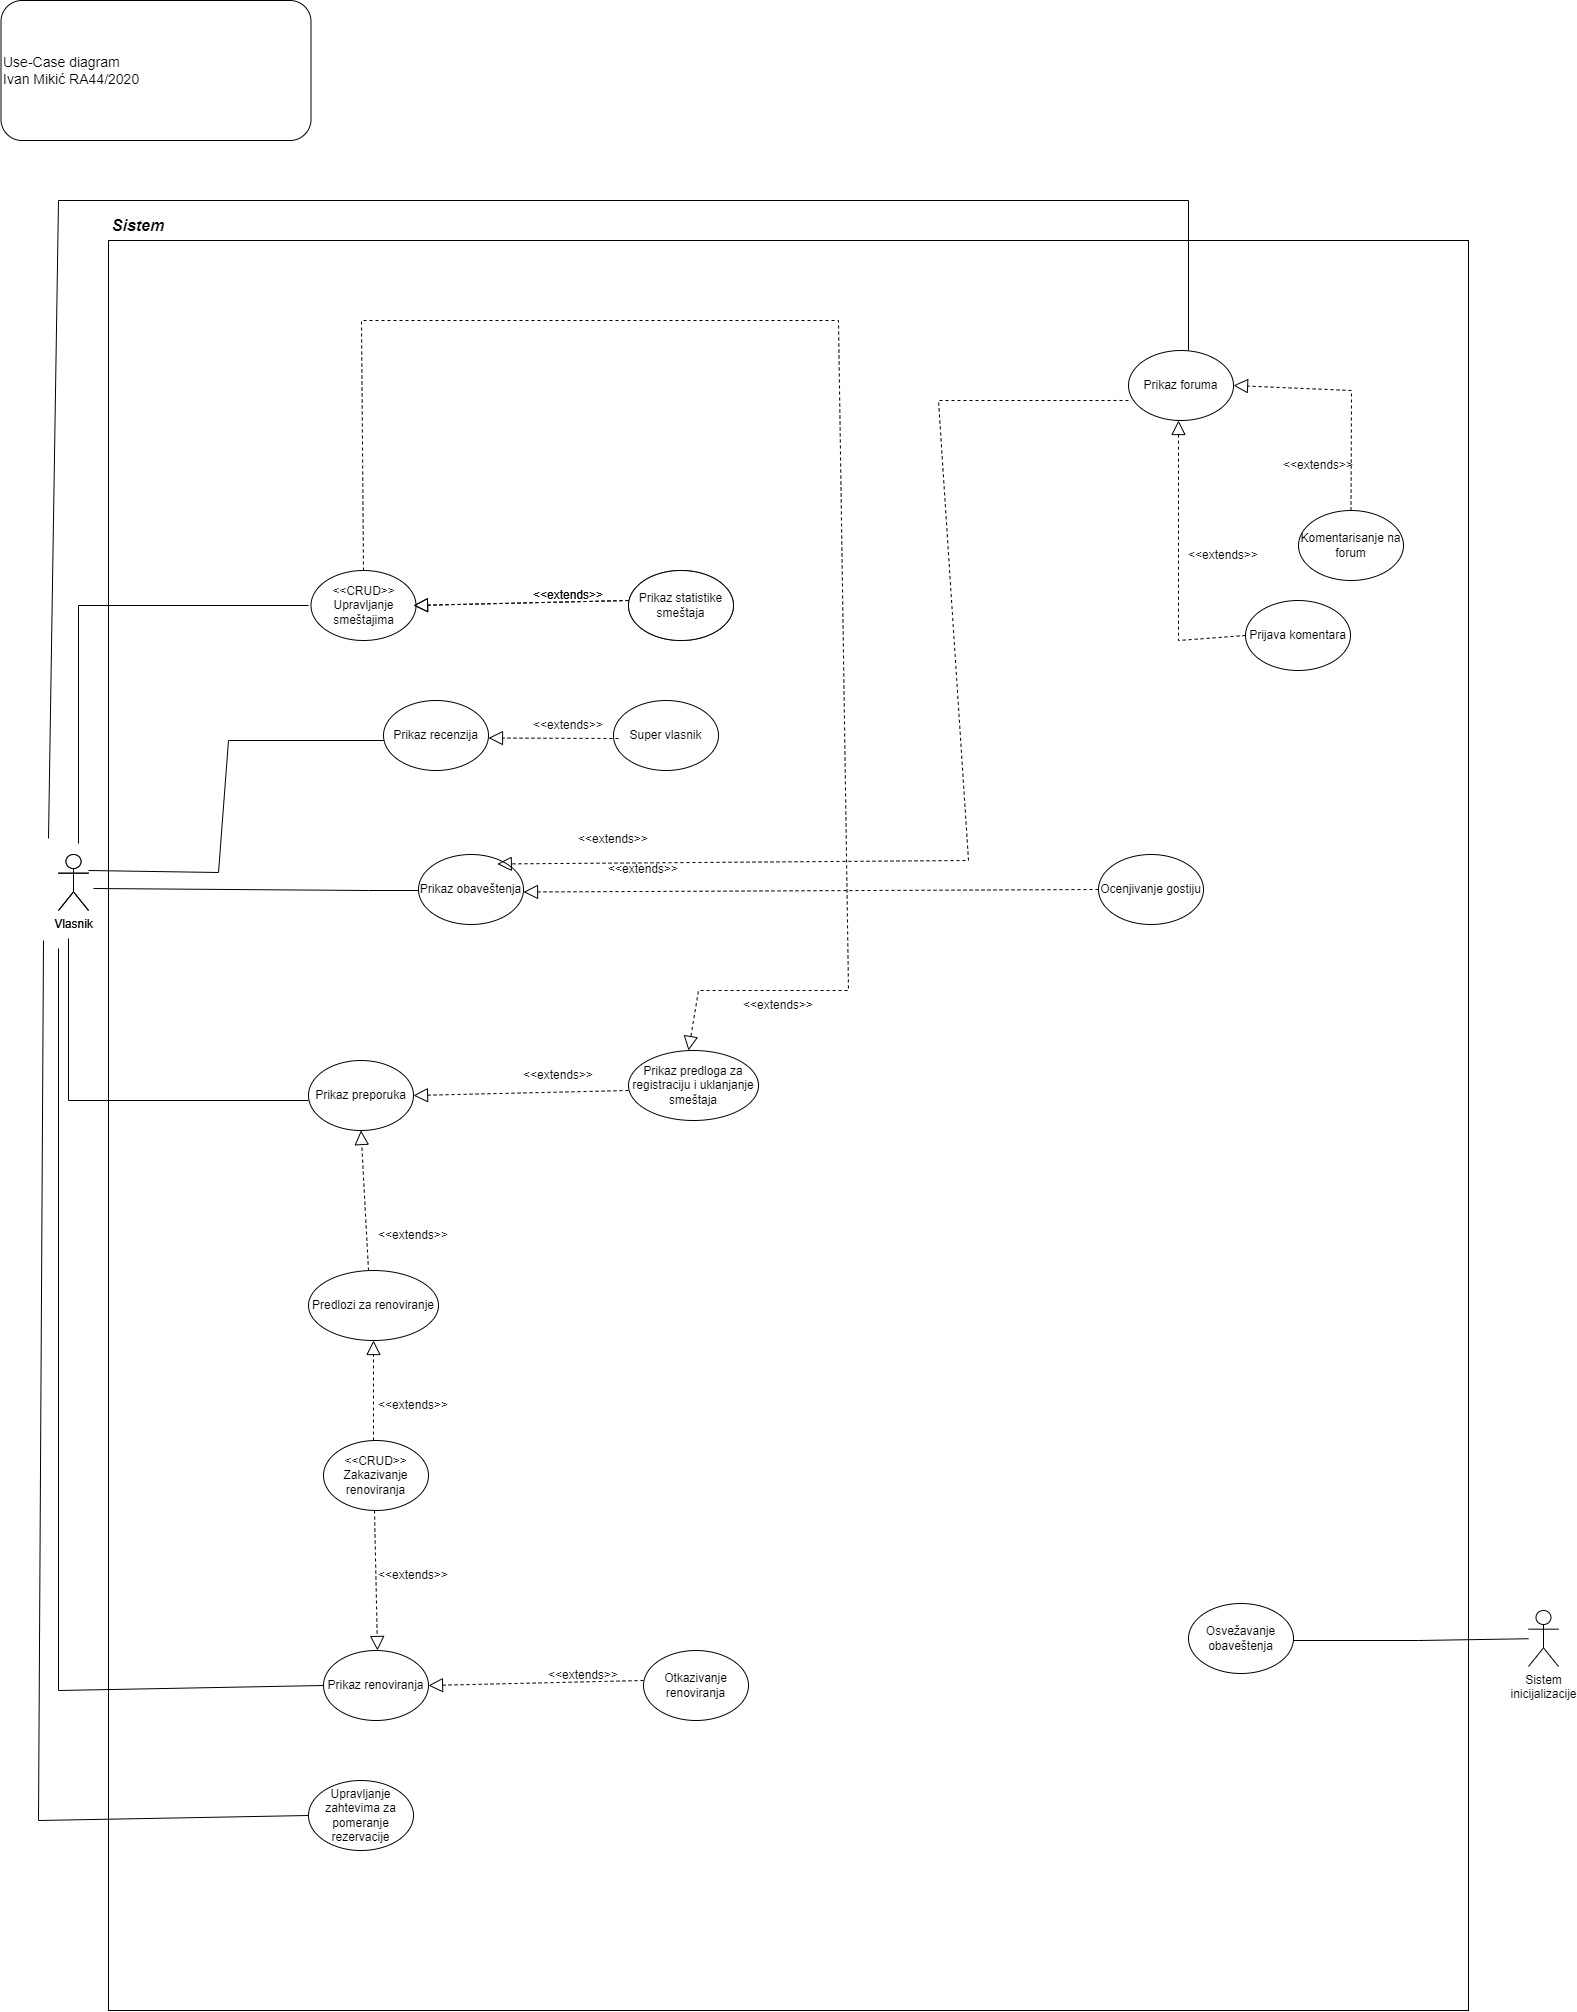 Use-Case diagram
Ivan Mikić RA44/2020
Sistem
Prikaz foruma
<<extends>>
Komentarisanje na
forum
<<extends>>
<<CRUD>>
Upravljanje
smeštajima
<<extends>>
Prikaz statistike
smeštaja
Prijava komentara
Prikaz recenzija
<<extends>>
Super vlasnik
<<extends>>
<<extends>>
Prikaz obaveštenja
Ocenjivanje gostiju
Vlasnik
<<extends>>
Prikaz preporuka
<<extends>>
Prikaz predloga za
registraciju i uklanjanje
smeštaja
<<extends>>
Predlozi za renoviranje
<<extends>>
<<CRUD>>
Zakazivanje
renoviranja
<<extends>>
Osvežavanje
obaveštenja
Sistem
inicijalizacije
Prikaz renoviranja
<<extends>>
Otkazivanje
renoviranja
Upravljanje
zahtevima za
pomeranje
rezervacije